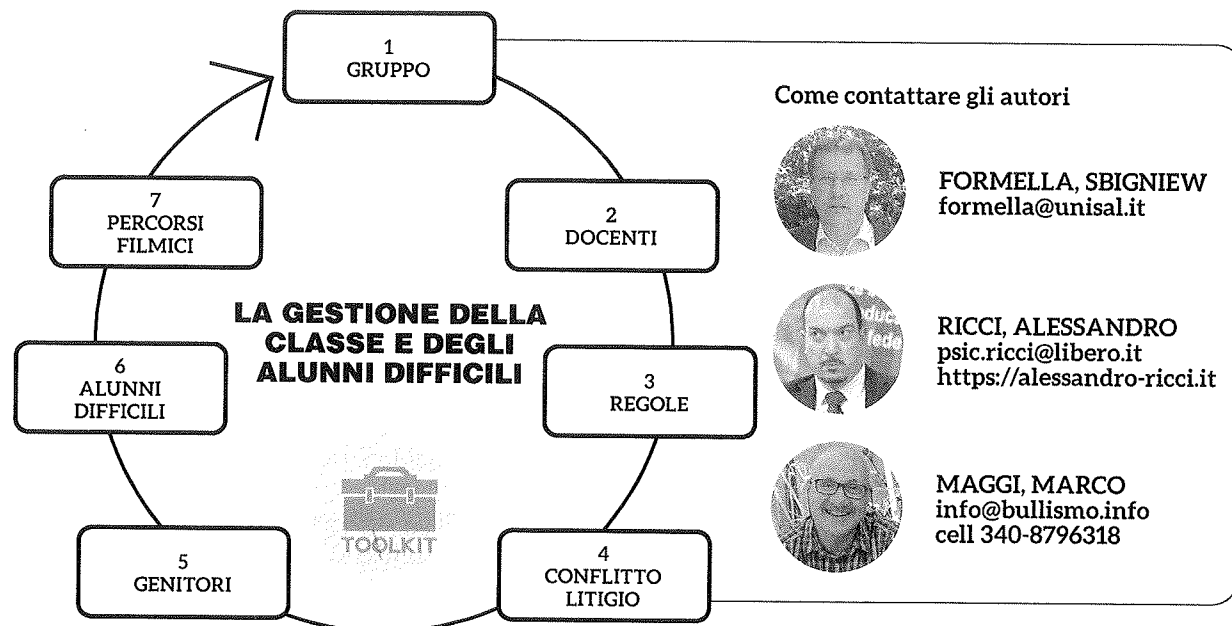 1
GRUPPO
2
DOCENTI
3
REGOLE
4
CONFLITTO
LITIGIO
5
GENITORI
6
ALUNNI
DIFFICILI
7
PERCORSI
FILMICI
LA GESTIONE DELLA
CLASSE E DEGLI
ALUNNI DIFFICILI
TOOLKIT
Come contattare gli autori
FORMELLA, SBIGNIEW
formella@unisal.it
RICCI, ALESSANDRO
psic.ricci@libero.it
https://alessandro-ricci.it
MAGGI, MARCO
info@bullismo.info
cell 340-8796318